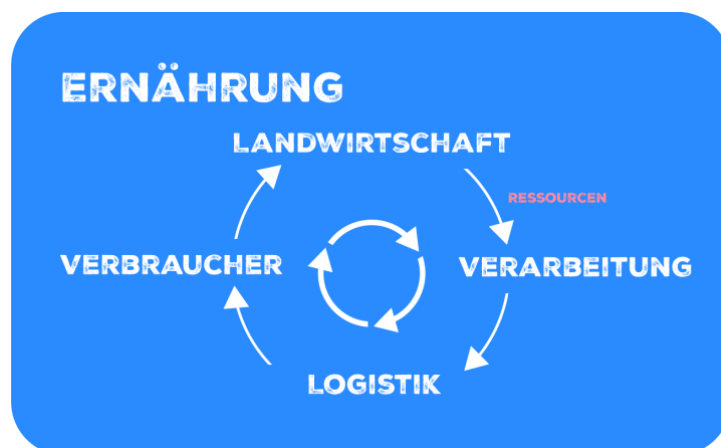 ERNÄHRUNG
LANDWIRTSCHAFT
RESSOURCEN
VERBRAUCHER
VERARBEITUNG
LOGISTIK